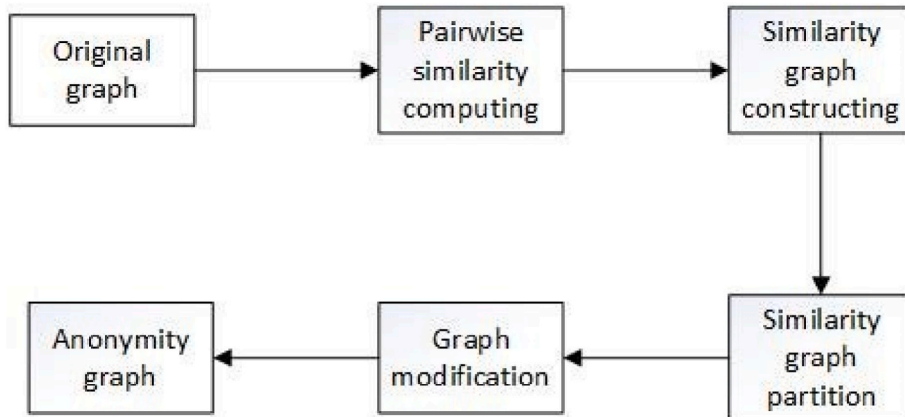 Original
graph
Pairwise
similarity
computing
Similarity
graph
constructing
Similarity
graph
partition
Graph
modification
Anonymity
graph